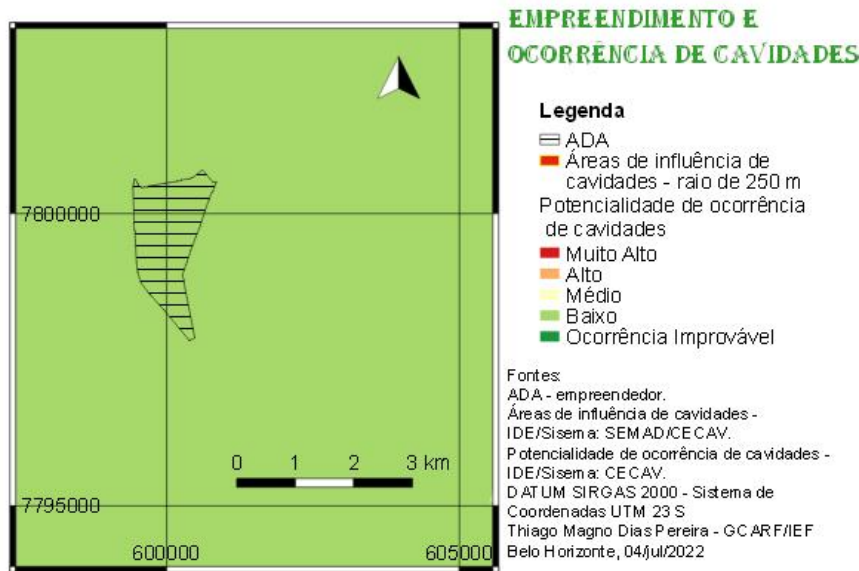 EMPREENDIMENTO E
OCORRÊNCIA DE CAVIDADES
Legenda
ADA
Áreas de influência de
cavidades - raio de 250 m
Potencialidade de ocorrência
de cavidades
Muito Alto
Alto
Médio
Baixo
Ocorrência Improvável
Fontes:
ADA - empreendedor.
Áreas de influência de cavidades -
IDE/Sisema: SEMAD/CECAV.
Potencialidade de ocorrência de cavidades -
IDE/Sisema: CECAV.
DATUM SIRGAS 2000 - Sistema de
Coordenadas UTM 23 S
Thiago Magno Dias Pereira - GCARF/IEF
Belo Horizonte, 04/jul/2022
7800000
0 1 2 3 km
7795000
600000 605000